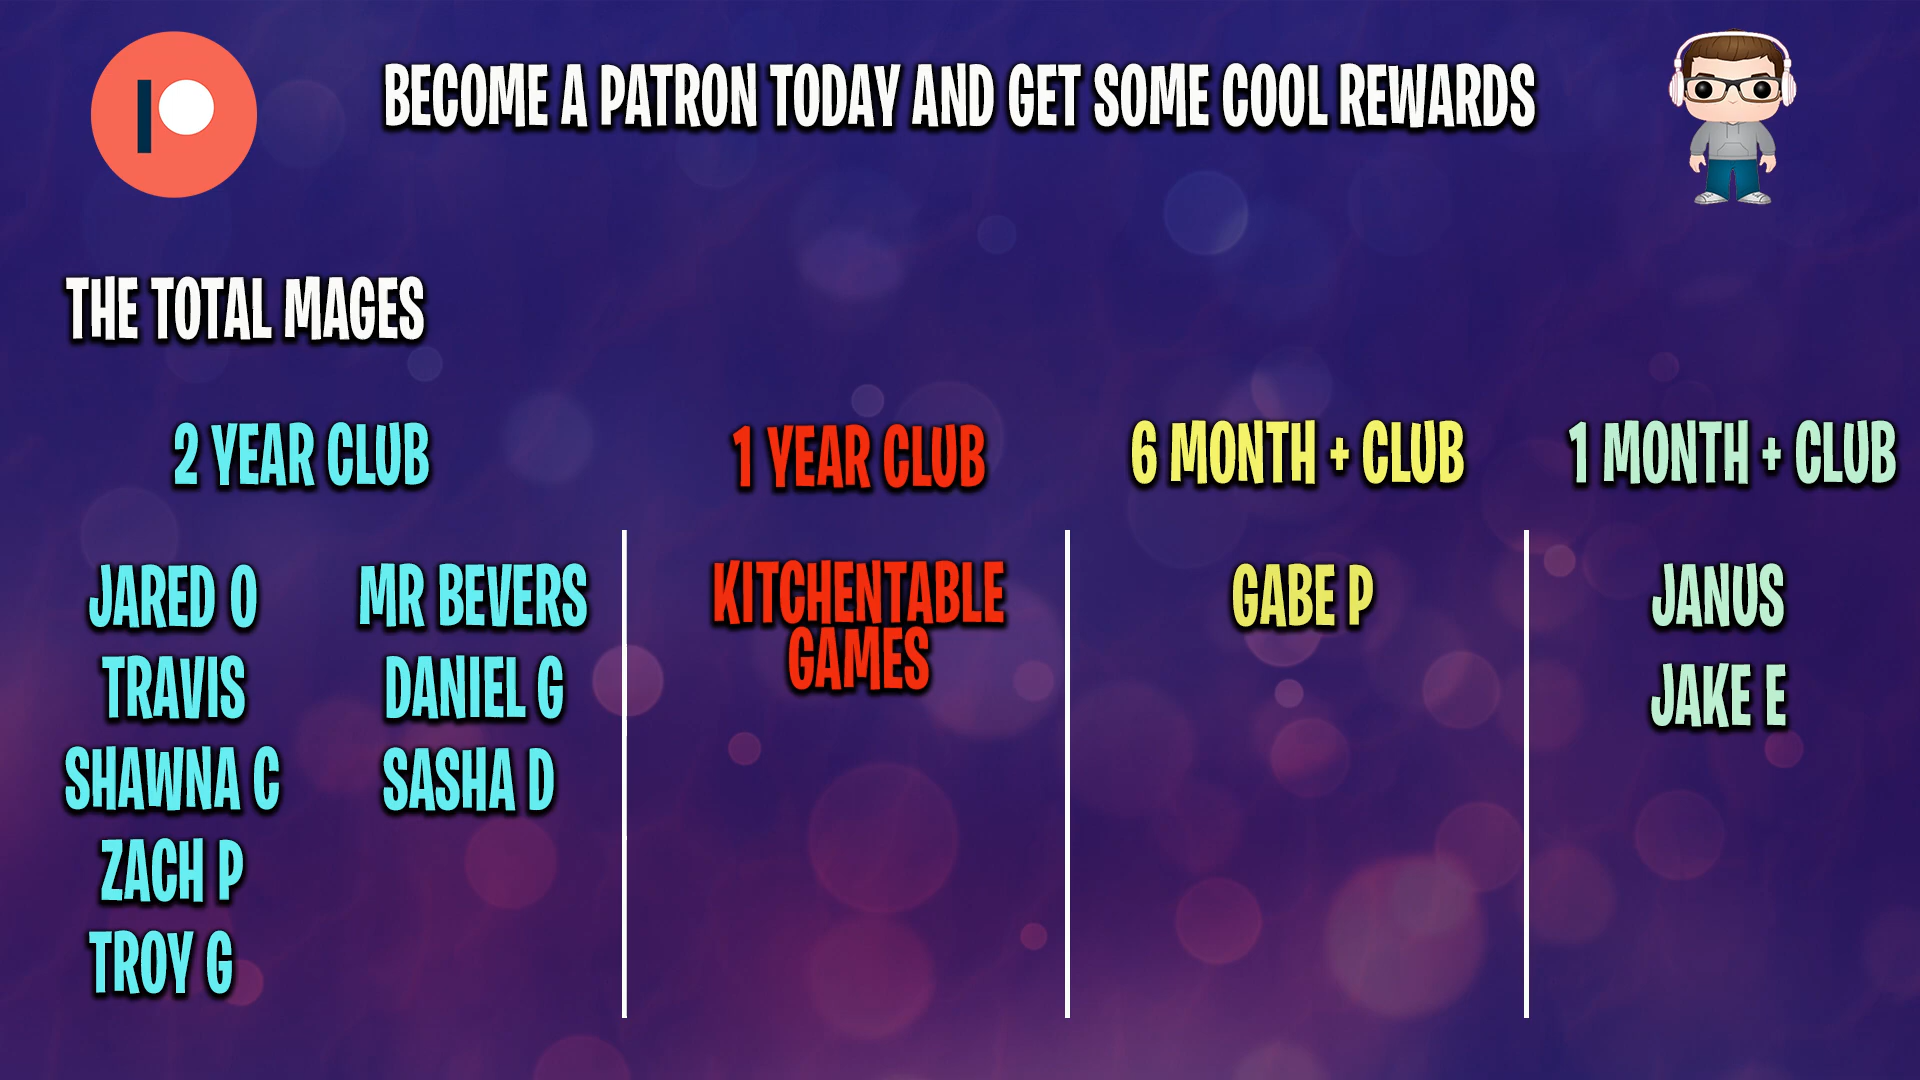 BECOME A PATRON TODAY AND GET SOME COOL REWARDS
THE TOTAL MAGES
2 YEAR CLUB
JARED O
TRAVIS
SHAWNA C
ZACH P
TROY G
MR BEVERS
DANIEL G
SASHA D
1 YEAR CLUB
KITCHENTABLE
GAMES
6 MONTH + CLUB
GABE P
1 MONTH + CLUB
JANUS
JAKE E